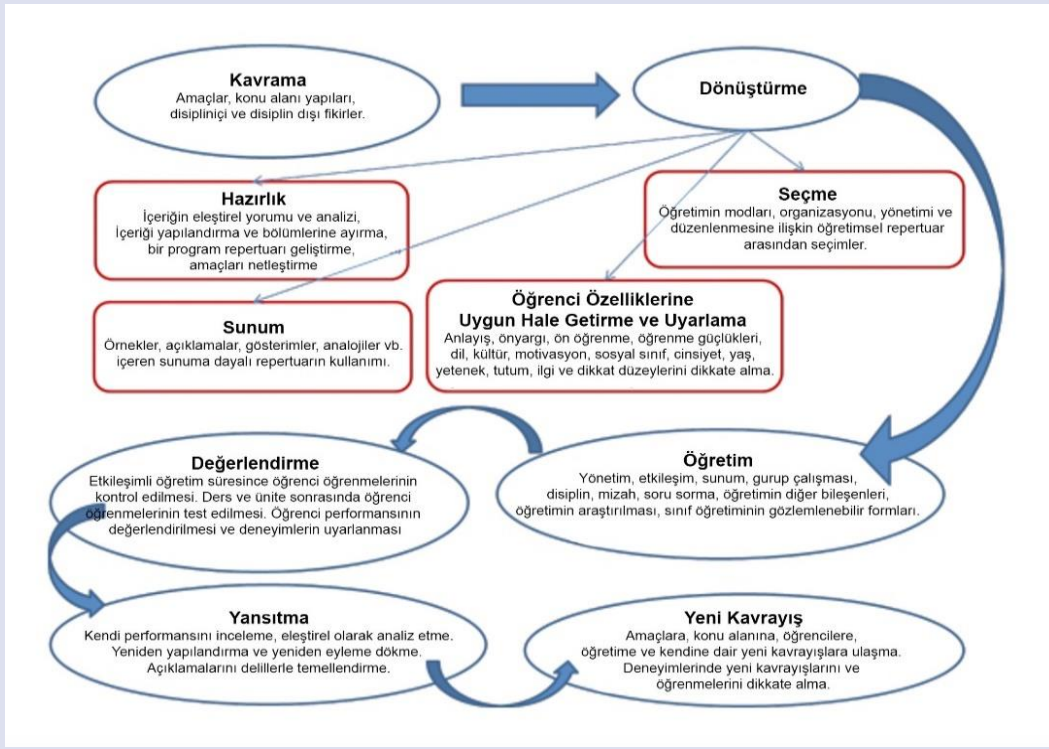 Kavrama
Amaçlar, konu alanı yapıları,
disipliniçi ve disiplin dışı fikirler.
Dönüştürme
Hazırlık
İçeriğin eleştirel yorumu ve analizi,
İçeriği yapılandırma ve bölümlerine ayırma,
bir program repertuarı geliştirme,
amaçları netleştirme
Seçme
Öğretimin modları, organizasyonu, yönetimi ve
düzenlenmesine ilişkin öğretimsel repertuar
arasından seçimler.
Sunum
Örnekler, açıklamalar, gösterimler, analojiler vb.
içeren sunuma dayalı repertuarın kullanımı.
Öğrenci Özelliklerine
Uygun Hale Getirme ve Uyarlama
Anlayış, önyargı, ön öğrenme, öğrenme güçlükleri,
dil, kültür, motivasyon, sosyal sınıf, cinsiyet, yaş,
yetenek, tutum, ilgi ve dikkat düzeylerini dikkate alma.
Değerlendirme
Etkileşimli öğretim süresince öğrenci öğrenmelerinin
kontrol edilmesi. Ders ve ünite sonrasında öğrenci
öğrenmelerinin test edilmesi. Öğrenci performansının
değerlendirilmesi ve deneyimlerin uyarlanması
Öğretim
Yönetim, etkileşim, sunum, gurup çalışması,
disiplin, mizah, soru sorma, öğretimin diğer bileşenleri,
öğretimin araştırılması, sınıf öğretiminin gözlemlenebilir formları.
Yansıtma
Kendi performansını inceleme, eleştirel olarak analiz etme.
Yeniden yapılandırma ve yeniden eyleme dökme.
Açıklamalarını delillerle temellendirme.
Yeni Kavrayış
Amaçlara, konu alanına, öğrencilere,
öğretime ve kendine dair yeni kavrayışlara ulaşma.
Deneyimlerinde yeni kavrayışlarını ve
öğrenmelerini dikkate alma.